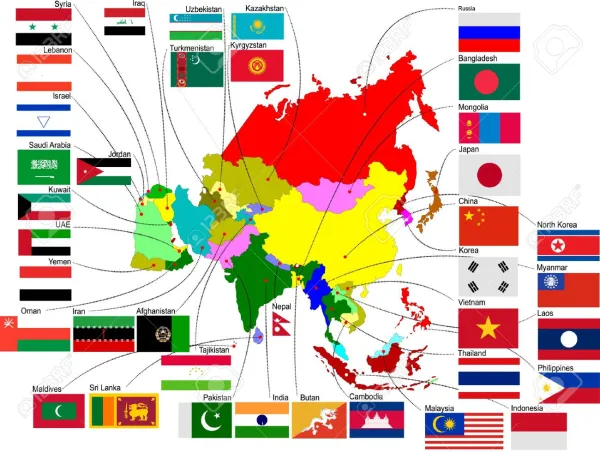 Syria
Iraq
Uzbekistan
Kazakhstan
Russia
Lebanon
Turkmenistan
Kyrgyzstan
Bangladesh
Israel
Mongolia
Saudi Arabia
Jordan
Japan
Kuwait
China
UAE
North Korea
Yemen
Korea
Myanmar
Oman
Iran
Afghanistan
Nepal
Vietnam
Laos
Tajikistan
Thailand
Philippines
Maldives
Sri Lanka
Pakistan
India
Butan
Cambodia
Malaysia
Indonesia
123RF